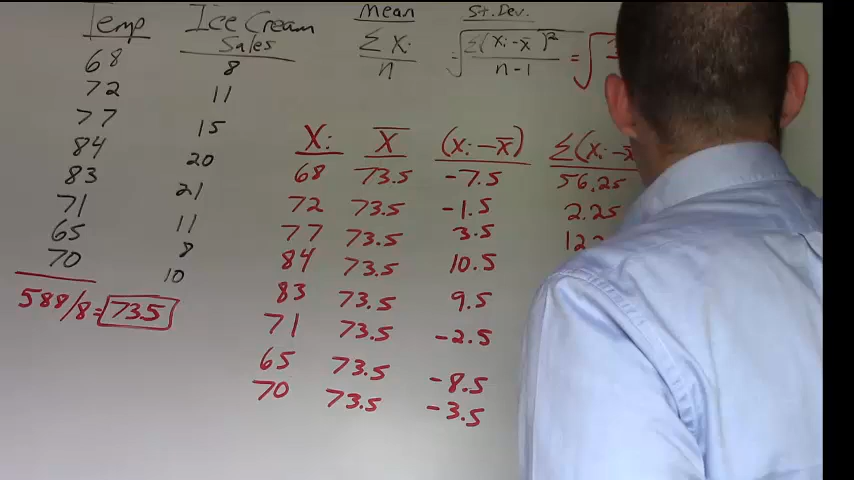 Temp Ice Cream Sales Mean St. Dev.
68 8 Σ Xi / n = √ Σ(Xi - x̄)² / n-1 = √
72 11
77 15
84 20
83 21
71 11
65 8
70 10
588/8 = 73.5
Xi X̄ (Xi - x̄) Σ(Xi - x̄
68 73.5 -7.5 56.25
72 73.5 -1.5 2.25
77 73.5 3.5 12
84 73.5 10.5
83 73.5 9.5
71 73.5 -2.5
65 73.5 -8.5
70 73.5 -3.5